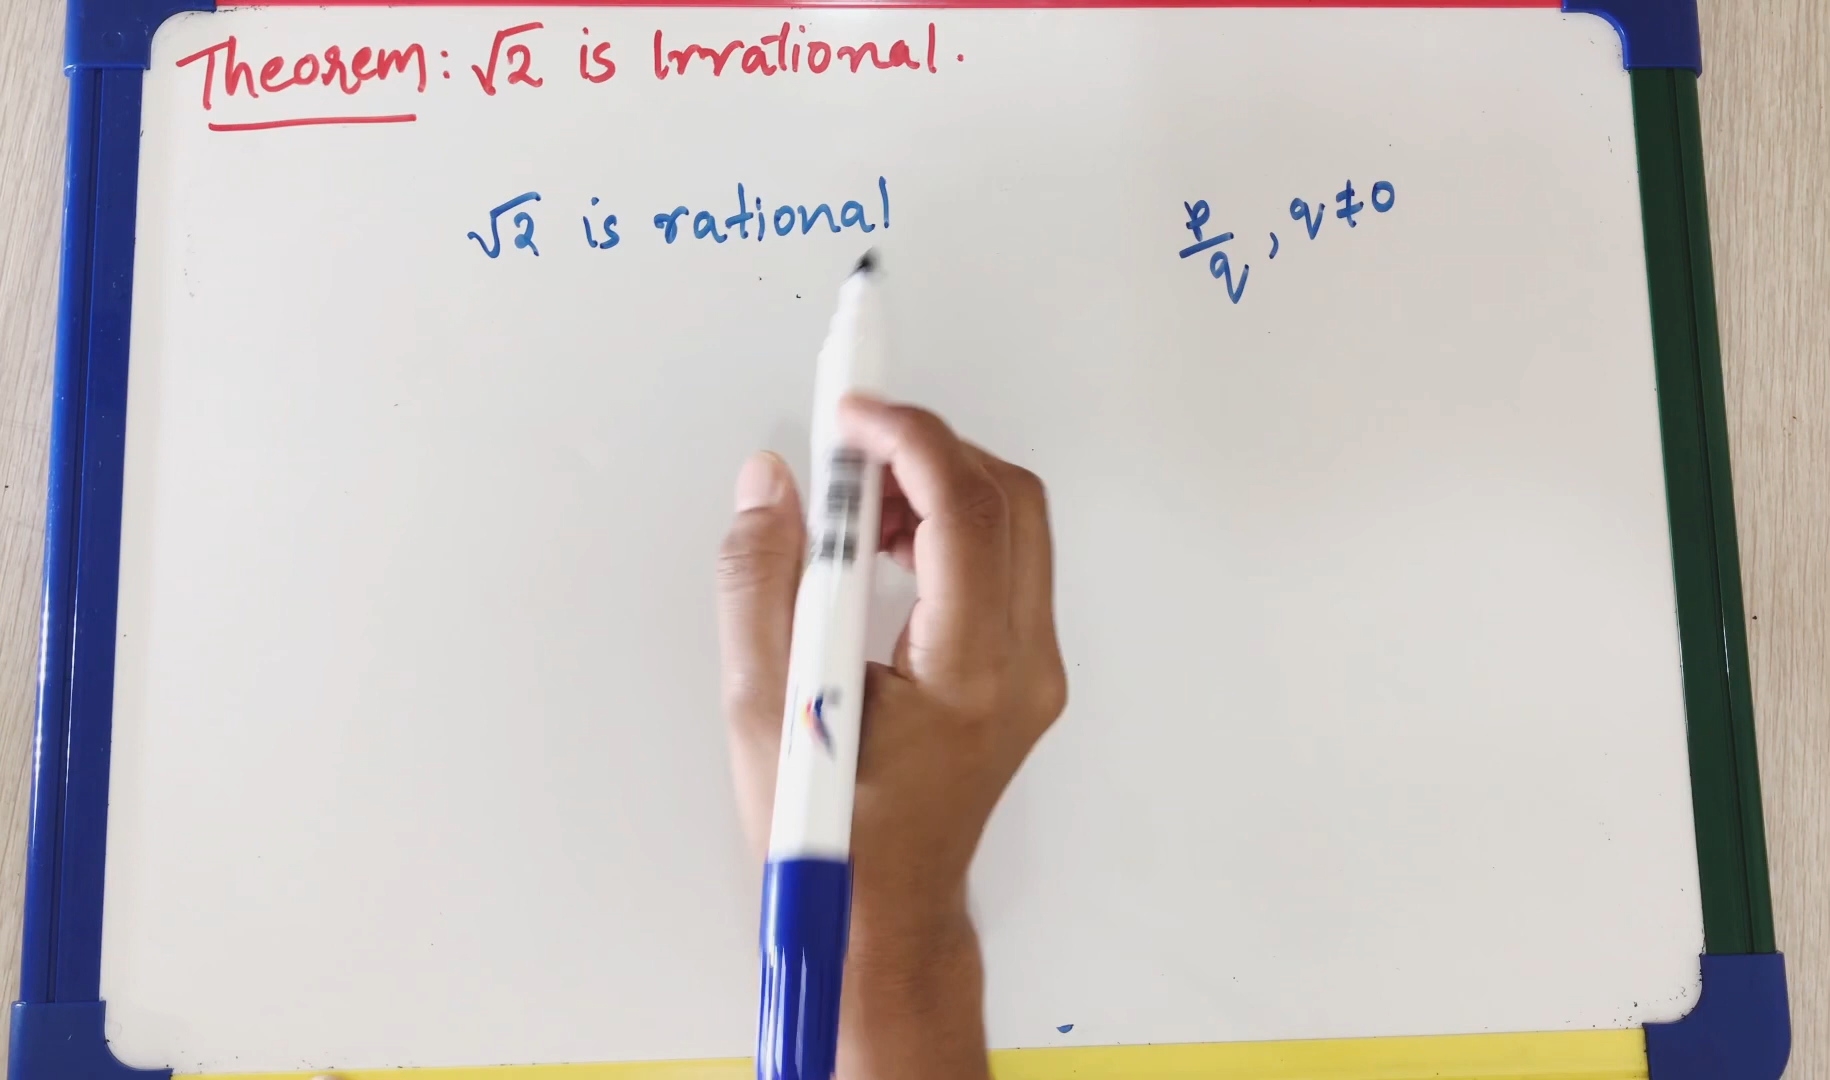 Theorem: √2 is Irrational.
√2 is rational
p/q, q ≠ 0